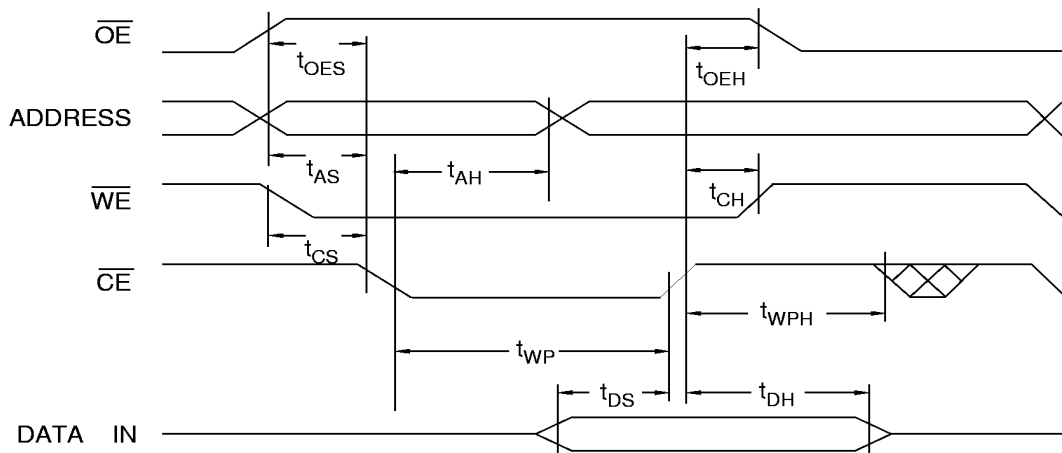 OE
tOES
tOEH
ADDRESS
tAS
tAH
WE
tCH
tCS
CE
tWPH
tWP
tDS
tDH
DATA IN